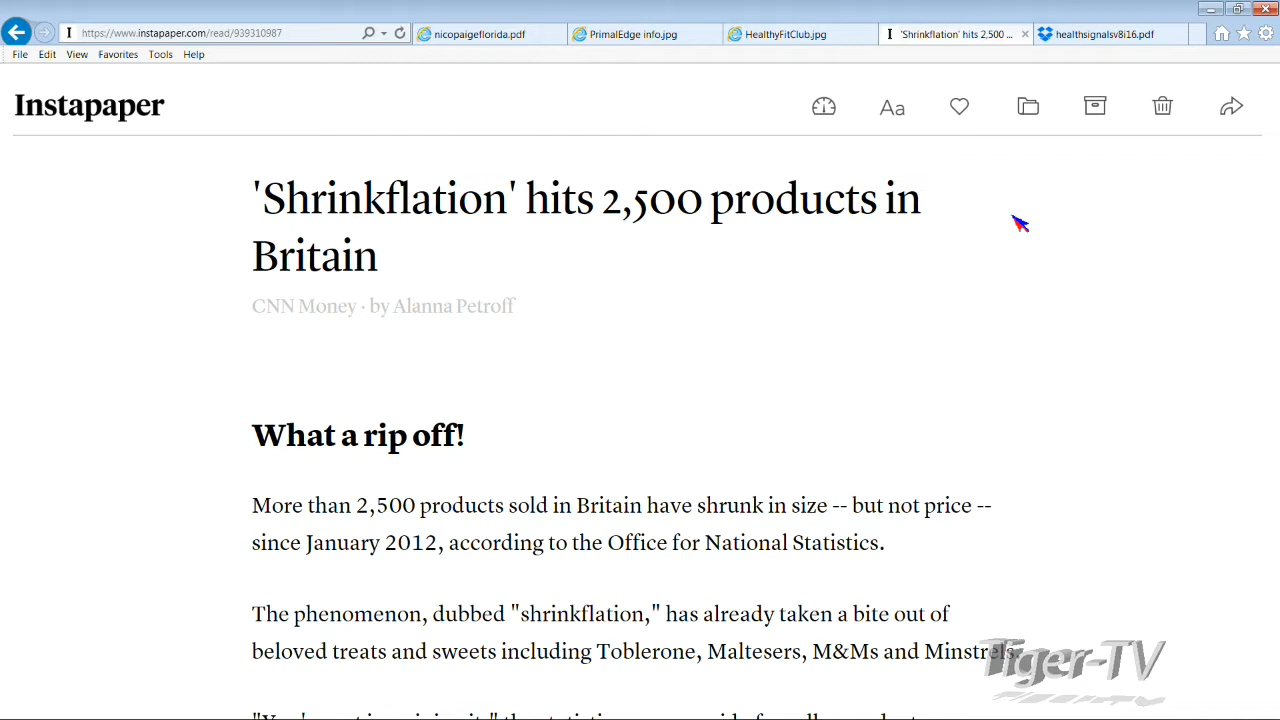 https://www.instapaper.com/read/939310987
nicopaigeflorida.pdf
PrimalEdge info.jpg
HealthyFitClub.jpg
'Shrinkflation' hits 2,500 ...
healthsignalsv8i16.pdf
File Edit View Favorites Tools Help
Instapaper
Aa
'Shrinkflation' hits 2,500 products in
Britain
CNN Money · by Alanna Petroff
What a rip off!
More than 2,500 products sold in Britain have shrunk in size -- but not price --
since January 2012, according to the Office for National Statistics.
The phenomenon, dubbed "shrinkflation," has already taken a bite out of
beloved treats and sweets including Toblerone, Maltesers, M&Ms and Minstrels.
Tiger-TV